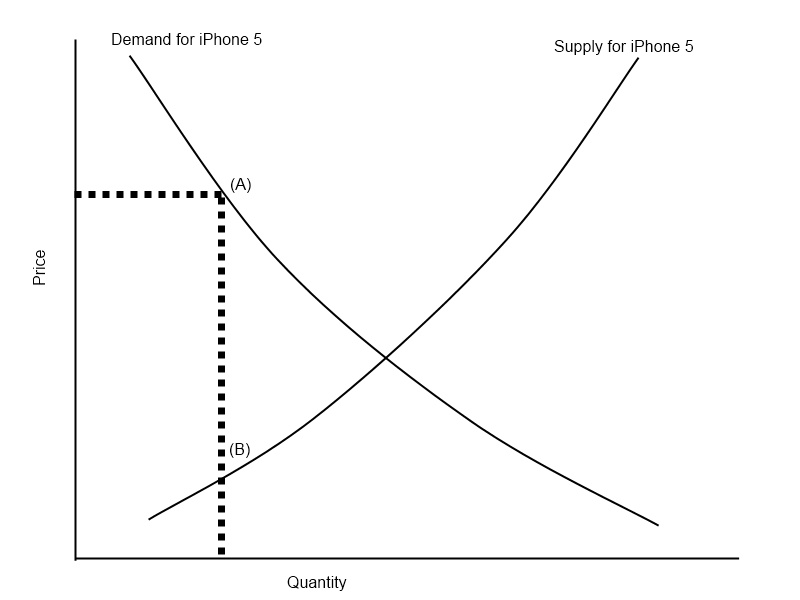 Demand for iPhone 5
Supply for iPhone 5
(A)
Price
(B)
Quantity